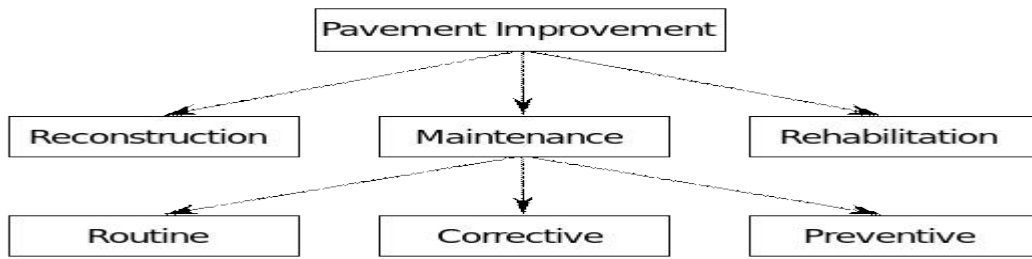 Pavement Improvement
Reconstruction
Maintenance
Rehabilitation
Routine
Corrective
Preventive